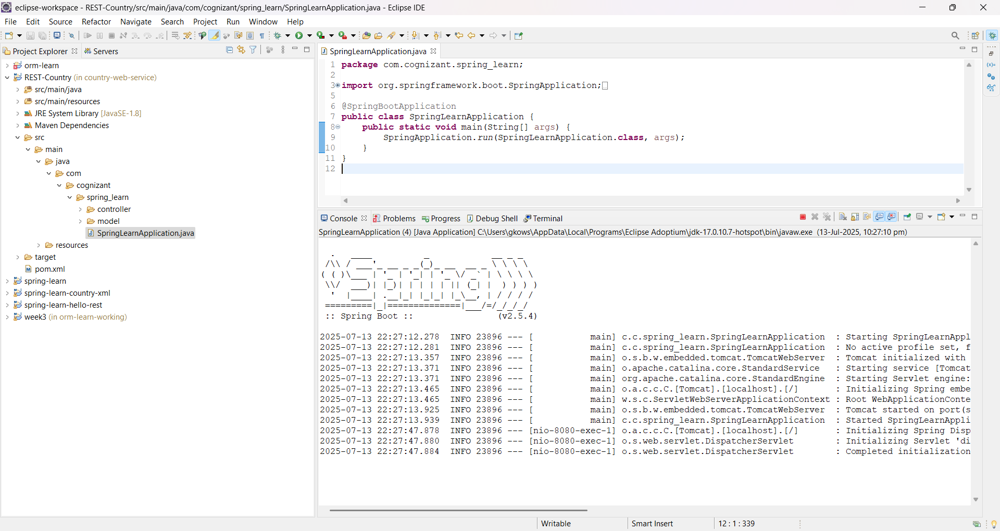 eclipse-workspace - REST-Country/src/main/java/com/cognizant/spring_learn/SpringLearnApplication.java - Eclipse IDE
File Edit Source Refactor Navigate Search Project Run Window Help
Project Explorer Servers
orm-learn
REST-Country (in country-web-service)
src/main/java
src/main/resources
JRE System Library [JavaSE-1.8]
Maven Dependencies
src
main
java
com
cognizant
spring_learn
controller
model
SpringLearnApplication.java
resources
target
pom.xml
spring-learn
spring-learn-country-xml
spring-learn-hello-rest
week3 (in orm-learn-working)
SpringLearnApplication.java
1 package com.cognizant.spring_learn;
2
3 import org.springframework.boot.SpringApplication;
5
6 @SpringBootApplication
7 public class SpringLearnApplication {
8 public static void main(String[] args) {
9 SpringApplication.run(SpringLearnApplication.class, args);
10 }
11 }
12
Console Problems Progress Debug Shell Terminal
SpringLearnApplication (4) [Java Application] C:\Users\gkows\AppData\Local\Programs\Eclipse Adoptium\jdk-17.0.10.7-hotspot\bin\javaw.exe (13-Jul-2025, 10:27:10 pm)
  .   ____          _            __ _ _
 /\\ / ___'_ __ _ _(_)_ __  __ _ \ \ \ \
( ( )\___ | '_ | '_| | '_ \/ _` | \ \ \ \
 \\/  ___)| |_)| | | | | || (_| |  ) ) ) )
  '  |____| .__|_| |_|_| |_\__, | / / / /
 =========|_|==============|___/=/_/_/_/
 :: Spring Boot ::                (v2.5.4)
2025-07-13 22:27:12.278  INFO 23896 --- [           main] c.c.spring_learn.SpringLearnApplication  : Starting SpringLearnAppl
2025-07-13 22:27:12.281  INFO 23896 --- [           main] c.c.spring_learn.SpringLearnApplication  : No active profile set, f
2025-07-13 22:27:13.357  INFO 23896 --- [           main] o.s.b.w.embedded.tomcat.TomcatWebServer  : Tomcat initialized with
2025-07-13 22:27:13.371  INFO 23896 --- [           main] o.apache.catalina.core.StandardService   : Starting service [Tomcat
2025-07-13 22:27:13.371  INFO 23896 --- [           main] org.apache.catalina.core.StandardEngine  : Starting Servlet engine:
2025-07-13 22:27:13.465  INFO 23896 --- [           main] o.a.c.c.C.[Tomcat].[localhost].[/]       : Initializing Spring embe
2025-07-13 22:27:13.465  INFO 23896 --- [           main] w.s.c.ServletWebServerApplicationContext : Root WebApplicationConte
2025-07-13 22:27:13.925  INFO 23896 --- [           main] o.s.b.w.embedded.tomcat.TomcatWebServer  : Tomcat started on port(s
2025-07-13 22:27:13.939  INFO 23896 --- [           main] c.c.spring_learn.SpringLearnApplication  : Started SpringLearnAppli
2025-07-13 22:27:47.878  INFO 23896 --- [nio-8080-exec-1] o.a.c.c.C.[Tomcat].[localhost].[/]       : Initializing Spring Disp
2025-07-13 22:27:47.880  INFO 23896 --- [nio-8080-exec-1] o.s.web.servlet.DispatcherServlet        : Initializing Servlet 'di
2025-07-13 22:27:47.884  INFO 23896 --- [nio-8080-exec-1] o.s.web.servlet.DispatcherServlet        : Completed initialization
Writable Smart Insert 12 : 1 : 339